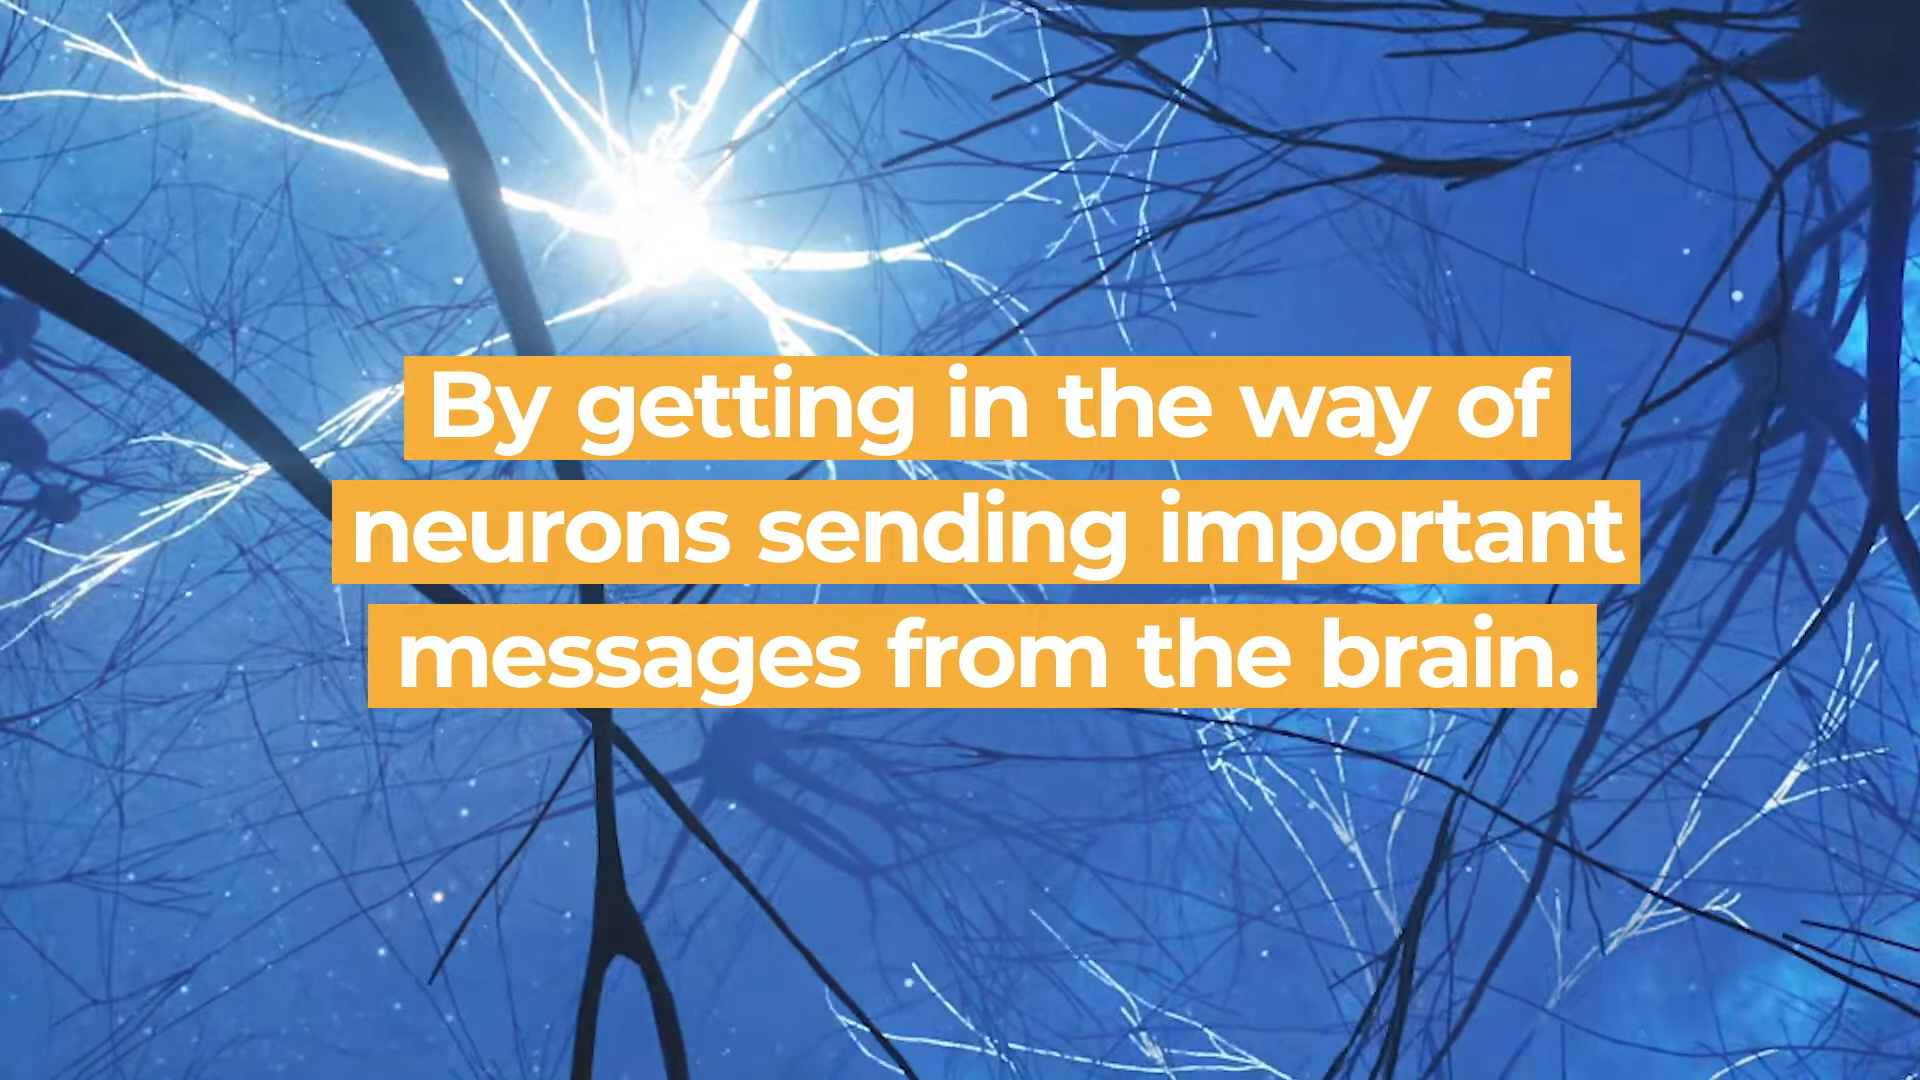 By getting in the way of
neurons sending important
messages from the brain.